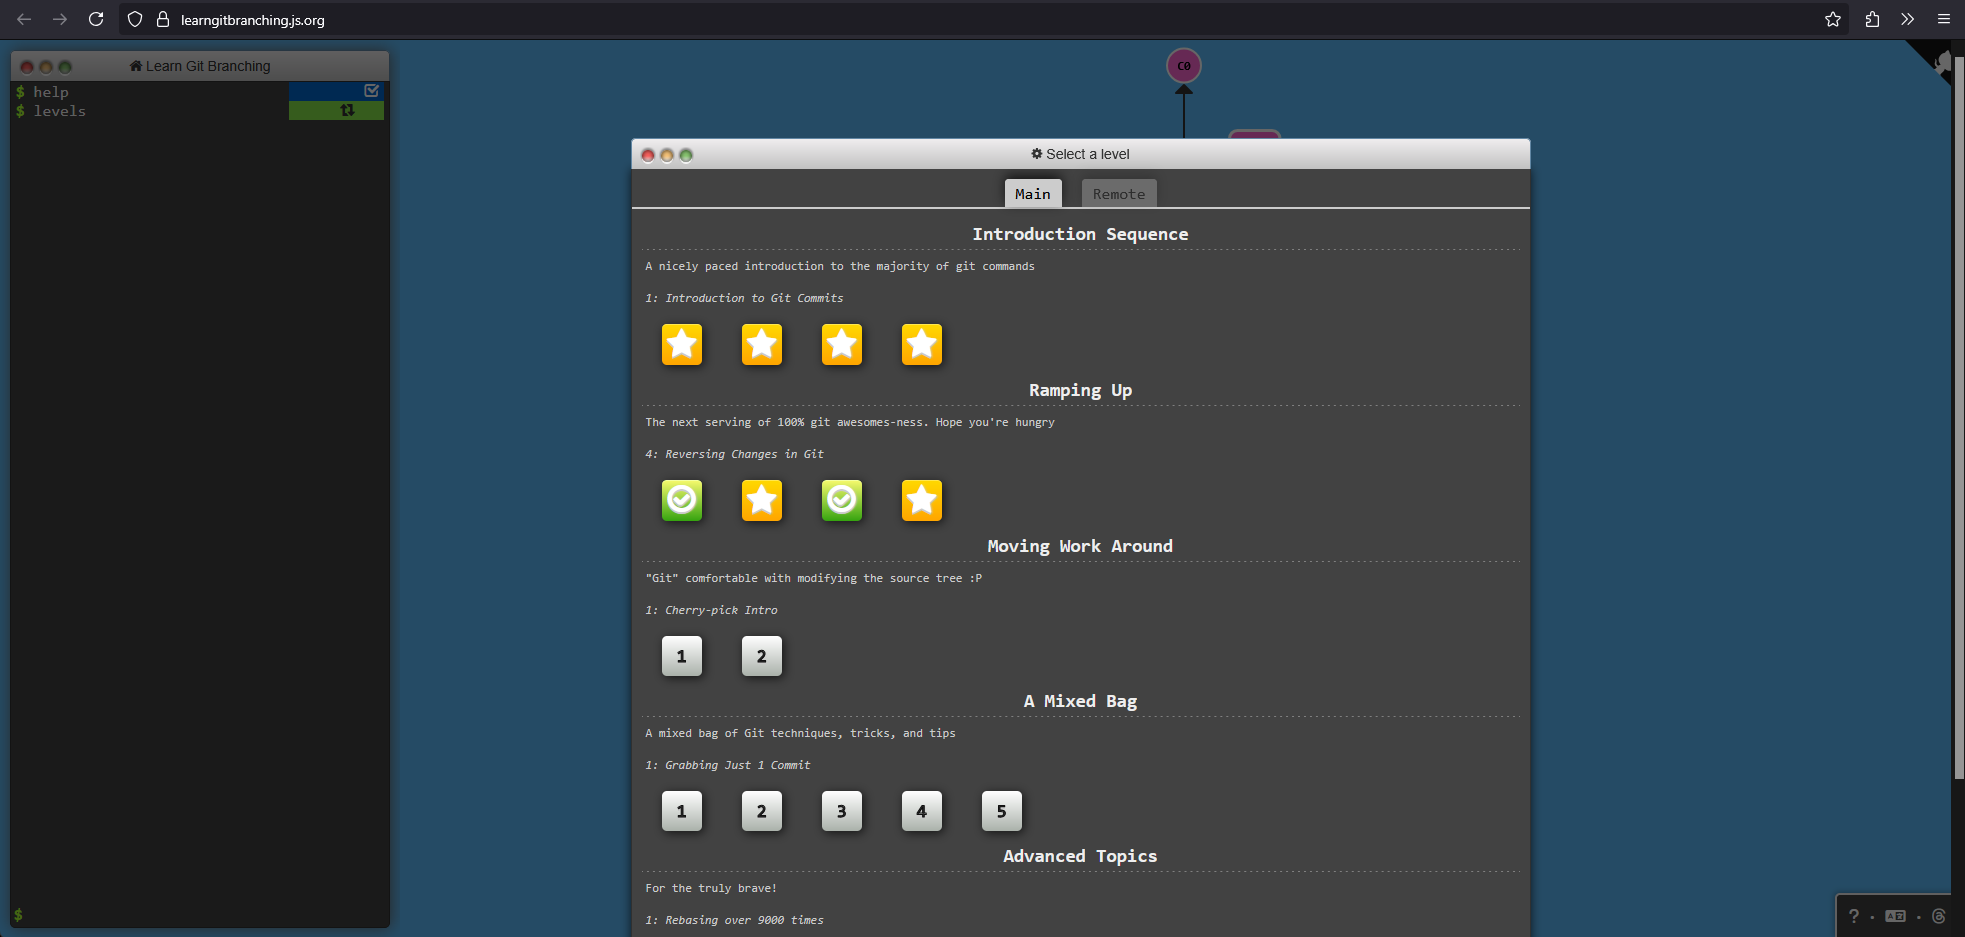 learngitbranching.js.org
Learn Git Branching
$ help
$ levels
$
C0
Select a level
Main Remote
Introduction Sequence
A nicely paced introduction to the majority of git commands
1: Introduction to Git Commits
Ramping Up
The next serving of 100% git awesomes-ness. Hope you're hungry
4: Reversing Changes in Git
Moving Work Around
"Git" comfortable with modifying the source tree :P
1: Cherry-pick Intro
1 2
A Mixed Bag
A mixed bag of Git techniques, tricks, and tips
1: Grabbing Just 1 Commit
1 2 3 4 5
Advanced Topics
For the truly brave!
1: Rebasing over 9000 times
?